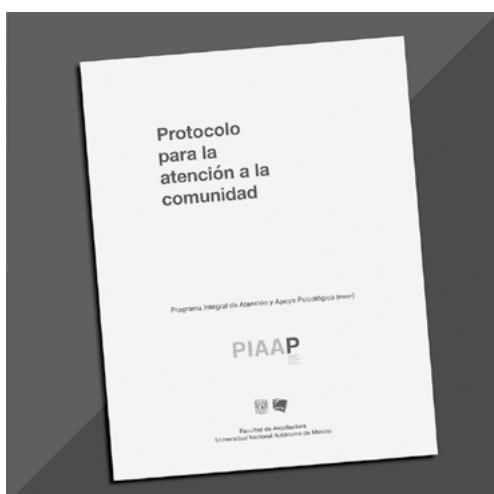 Protocolo
para la
atención a la
comunidad
Programa Integral de Atención y Apoyo Psicológico (PIAAP)
PIAAP
Facultad de Arquitectura
Universidad Nacional Autónoma de México